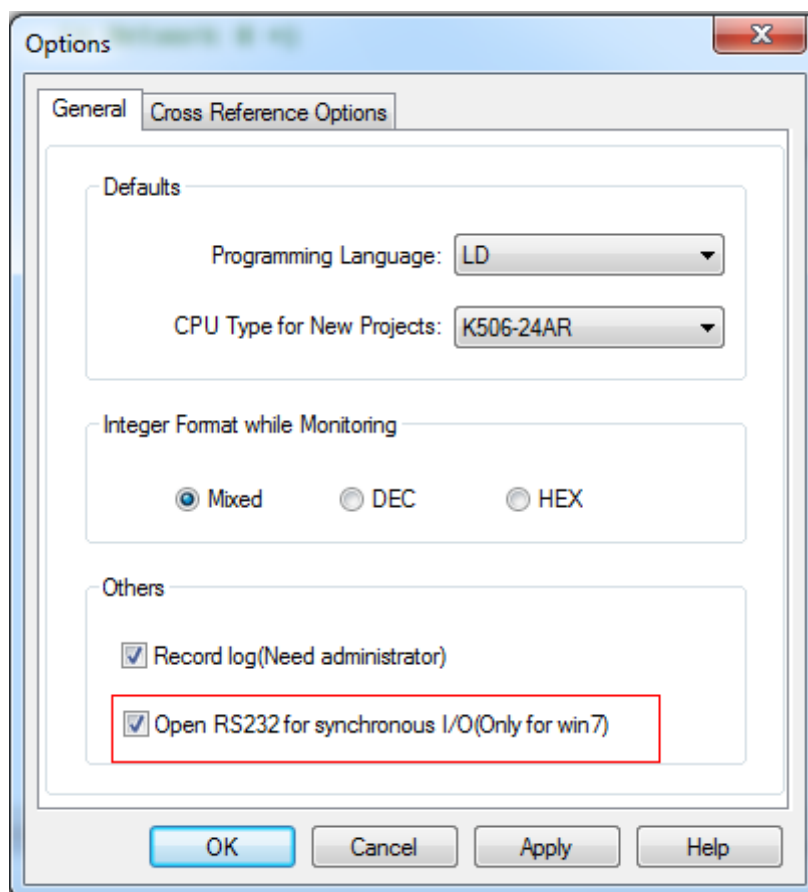 Options
General Cross Reference Options
Defaults
Programming Language: LD
CPU Type for New Projects: K506-24AR
Integer Format while Monitoring
Mixed DEC HEX
Others
Record log(Need administrator)
Open RS232 for synchronous I/O(Only for win7)
OK Cancel Apply Help